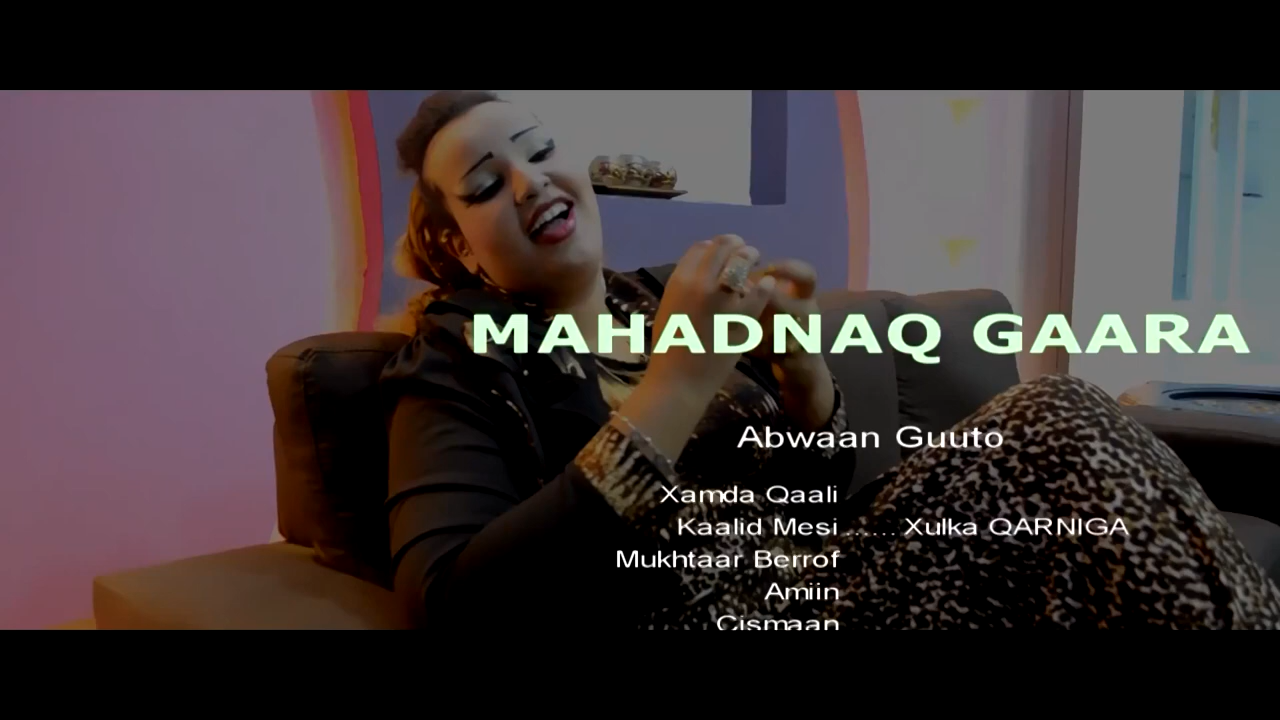 MAHADNAQ GAARA
Abwaan Guuto
Xamda Qaali
Kaalid Mesi ...... Xulka QARNIGA
Mukhtaar Berrof
Amiin
Cismaan